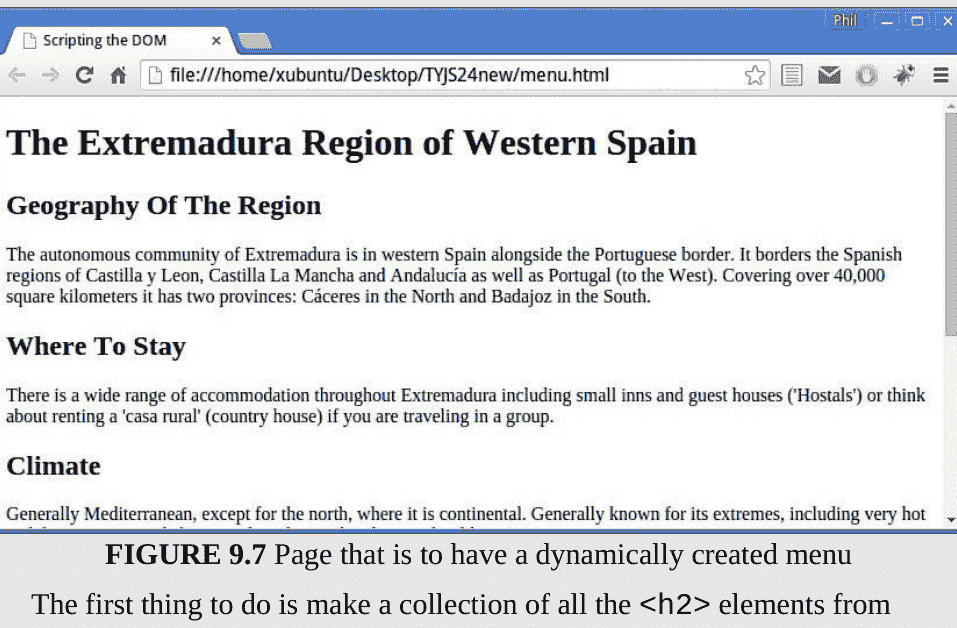 Phil
Scripting the DOM
file:///home/xubuntu/Desktop/TYJS24new/menu.html
The Extremadura Region of Western Spain
Geography Of The Region
The autonomous community of Extremadura is in western Spain alongside the Portuguese border. It borders the Spanish
regions of Castilla y Leon, Castilla La Mancha and Andalucía as well as Portugal (to the West). Covering over 40,000
square kilometers it has two provinces: Cáceres in the North and Badajoz in the South.
Where To Stay
There is a wide range of accommodation throughout Extremadura including small inns and guest houses ('Hostals') or think
about renting a 'casa rural' (country house) if you are traveling in a group.
Climate
Generally Mediterranean, except for the north, where it is continental. Generally known for its extremes, including very hot
FIGURE 9.7 Page that is to have a dynamically created menu
The first thing to do is make a collection of all the <h2> elements from